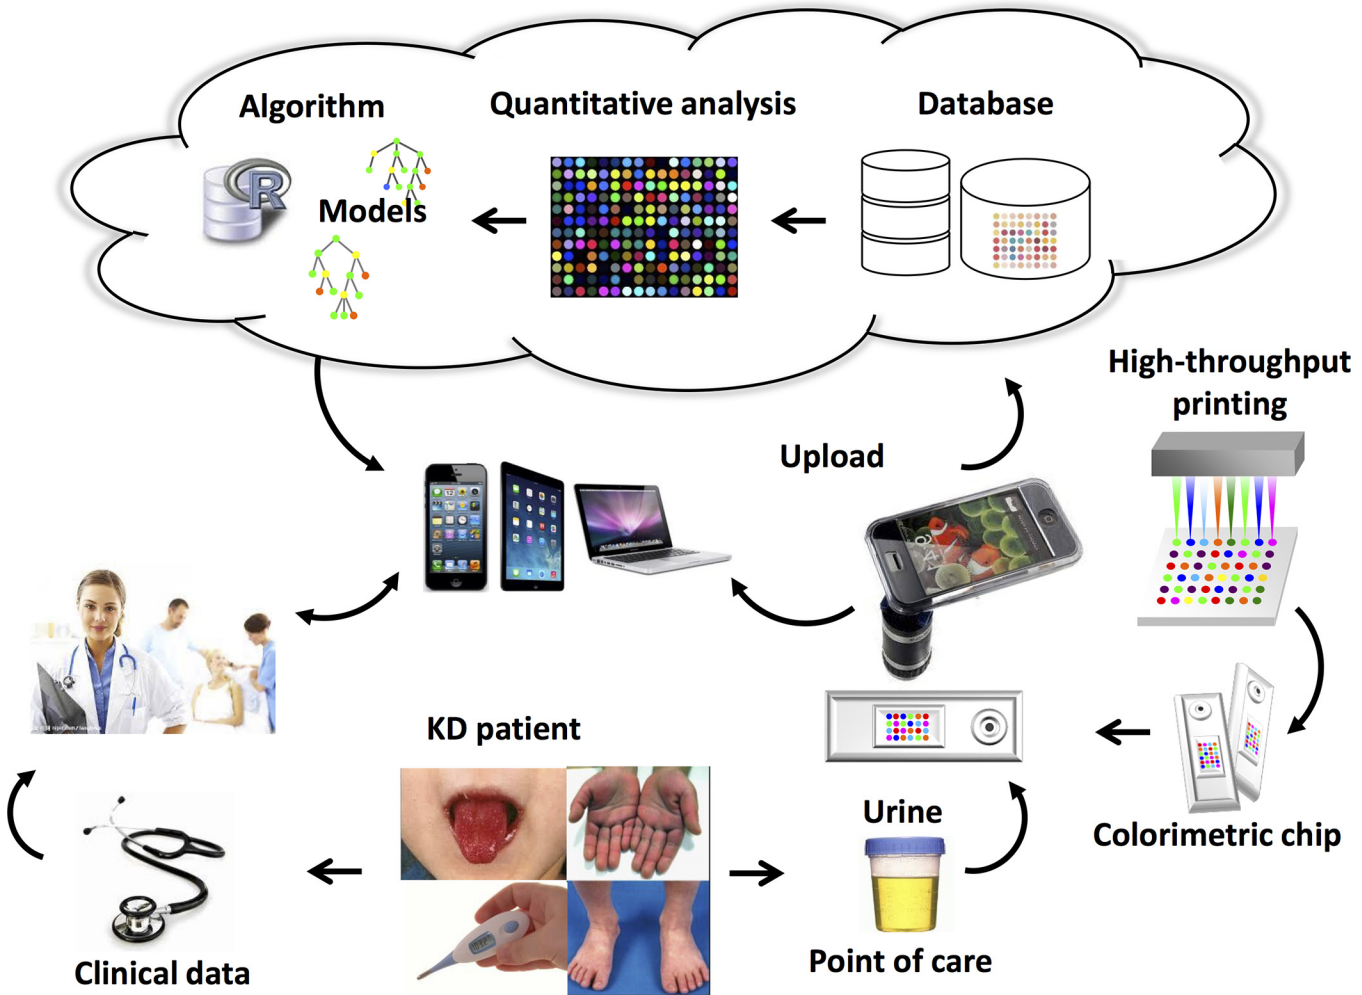 Algorithm
Quantitative analysis
Database
R
Models
High-throughput
printing
Upload
KD patient
Urine
Colorimetric chip
Point of care
Clinical data